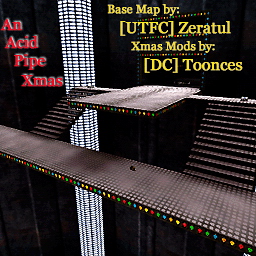 An
Acid
Pipe
Xmas
Base Map by:
[UTFC] Zeratul
Xmas Mods by:
[DC] Toonces